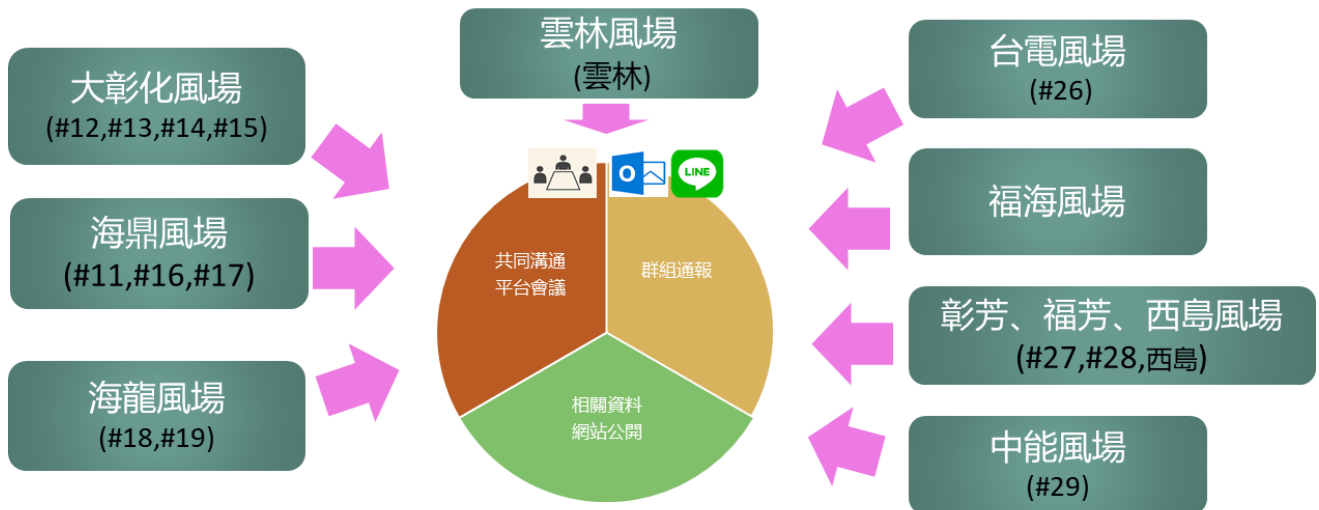 雲林風場
(雲林)
大彰化風場
(#12,#13,#14,#15)
海鼎風場
(#11,#16,#17)
海龍風場
(#18,#19)
台電風場
(#26)
福海風場
彰芳、福芳、西島風場
(#27,#28,西島)
中能風場
(#29)
O
LINE
共同溝通
平台會議
群組通報
相關資料
網站公開